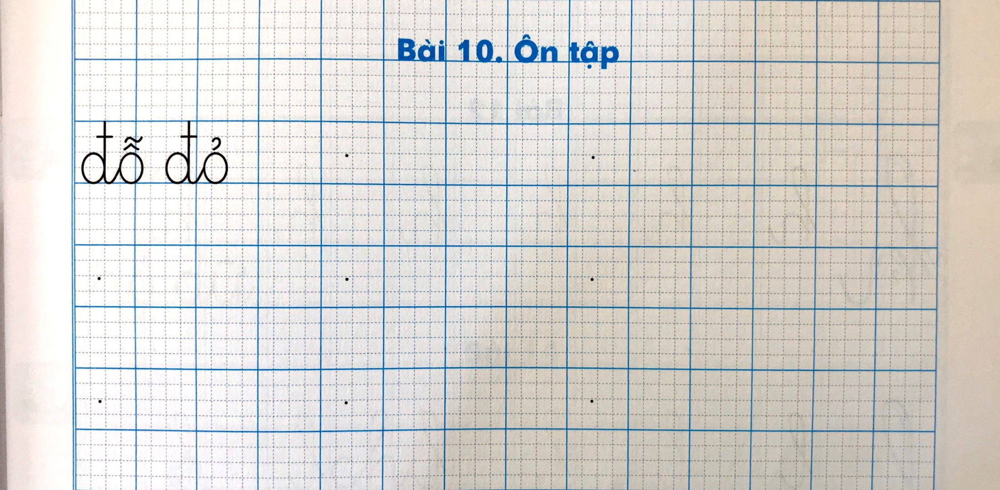 Bài 10. Ôn tập
đỗ đỏ